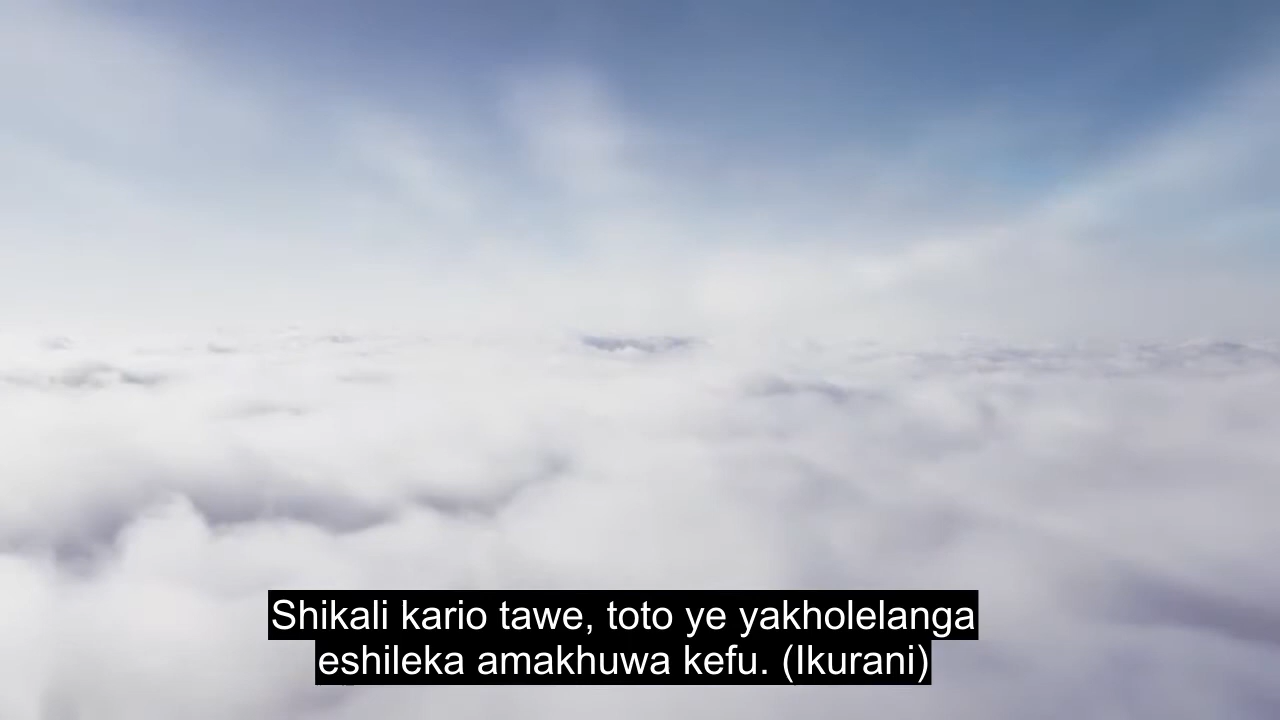 Shikali kario tawe, toto ye yakholelanga
eshileka amakhuwa kefu. (Ikurani)